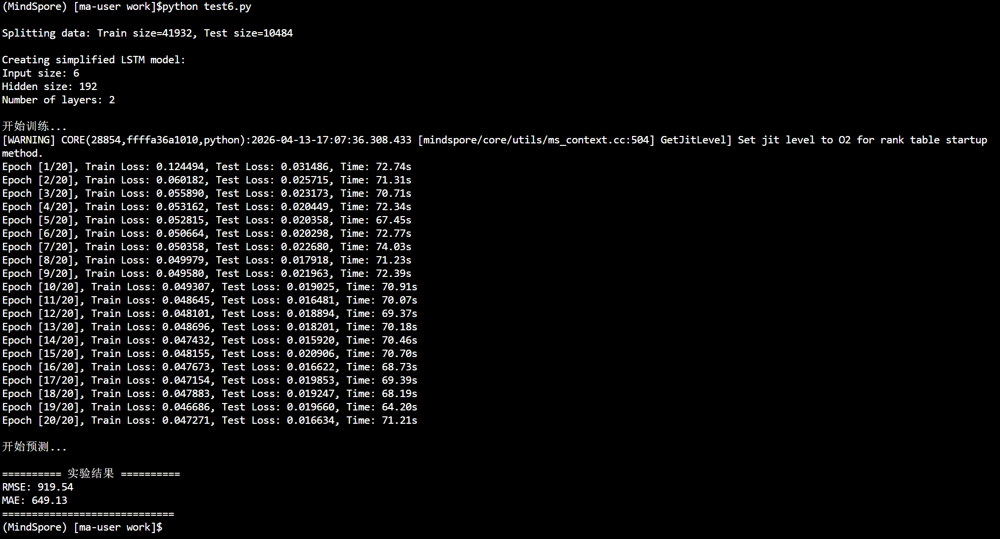 (MindSpore) [ma-user work]$python test6.py
Splitting data: Train size=41932, Test size=10484
Creating simplified LSTM model:
Input size: 6
Hidden size: 192
Number of layers: 2
开始训练...
[WARNING] CORE(28854,ffffa36a1010,python):2026-04-13-17:07:36.308.433 [mindspore/core/utils/ms_context.cc:504] GetJitLevel] Set jit level to O2 for rank table startup
method.
Epoch [1/20], Train Loss: 0.124494, Test Loss: 0.031486, Time: 72.74s
Epoch [2/20], Train Loss: 0.060182, Test Loss: 0.025715, Time: 71.31s
Epoch [3/20], Train Loss: 0.055890, Test Loss: 0.023173, Time: 70.71s
Epoch [4/20], Train Loss: 0.053162, Test Loss: 0.020449, Time: 72.34s
Epoch [5/20], Train Loss: 0.052815, Test Loss: 0.020358, Time: 67.45s
Epoch [6/20], Train Loss: 0.050664, Test Loss: 0.020298, Time: 72.77s
Epoch [7/20], Train Loss: 0.050358, Test Loss: 0.022680, Time: 74.03s
Epoch [8/20], Train Loss: 0.049979, Test Loss: 0.017918, Time: 71.23s
Epoch [9/20], Train Loss: 0.049580, Test Loss: 0.021963, Time: 72.39s
Epoch [10/20], Train Loss: 0.049307, Test Loss: 0.019025, Time: 70.91s
Epoch [11/20], Train Loss: 0.048645, Test Loss: 0.016481, Time: 70.07s
Epoch [12/20], Train Loss: 0.048101, Test Loss: 0.018894, Time: 69.37s
Epoch [13/20], Train Loss: 0.048696, Test Loss: 0.018201, Time: 70.18s
Epoch [14/20], Train Loss: 0.047432, Test Loss: 0.015920, Time: 70.46s
Epoch [15/20], Train Loss: 0.048155, Test Loss: 0.020906, Time: 70.70s
Epoch [16/20], Train Loss: 0.047673, Test Loss: 0.016622, Time: 68.73s
Epoch [17/20], Train Loss: 0.047154, Test Loss: 0.019853, Time: 69.39s
Epoch [18/20], Train Loss: 0.047883, Test Loss: 0.019247, Time: 68.19s
Epoch [19/20], Train Loss: 0.046686, Test Loss: 0.019660, Time: 64.20s
Epoch [20/20], Train Loss: 0.047271, Test Loss: 0.016634, Time: 71.21s
开始预测...
========== 实验结果 ==========
RMSE: 919.54
MAE: 649.13
=============================
(MindSpore) [ma-user work]$